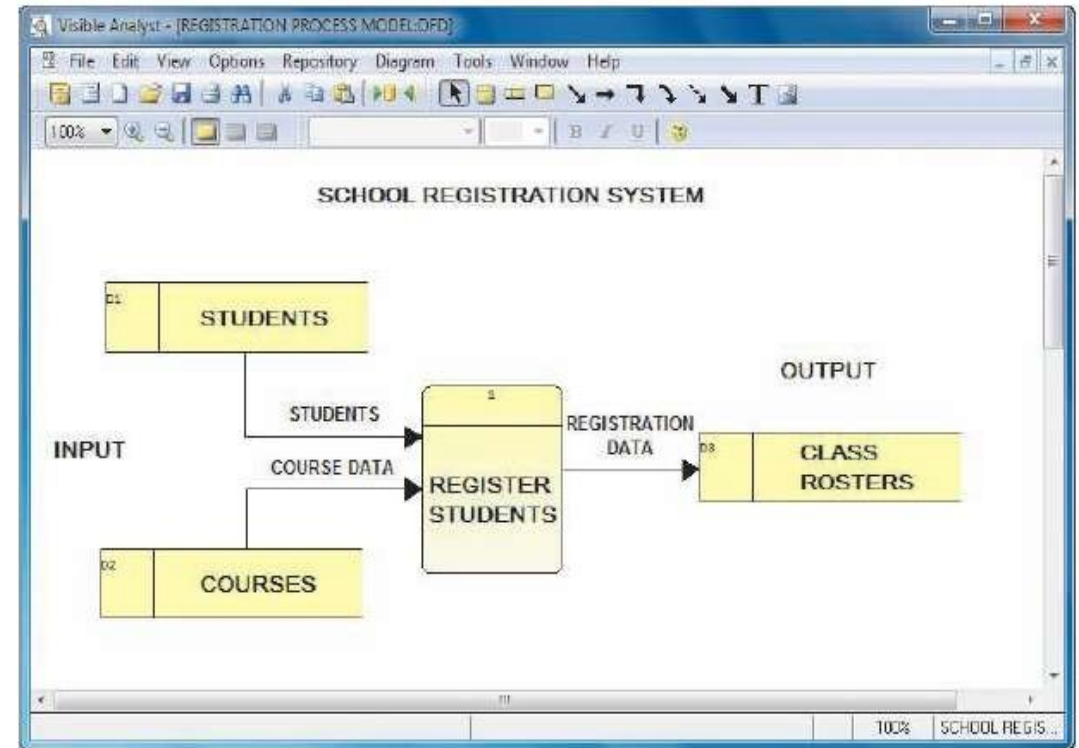 Visible Analyst - [REGISTRATION PROCESS MODEL:DFD]
File Edit View Options Repository Diagram Tools Window Help
T
100% B I U
SCHOOL REGISTRATION SYSTEM
D1
STUDENTS
OUTPUT
STUDENTS
REGISTRATION
DATA
INPUT
COURSE DATA
D3
CLASS
ROSTERS
REGISTER
STUDENTS
D2
COURSES
100% SCHOOL REGIS...